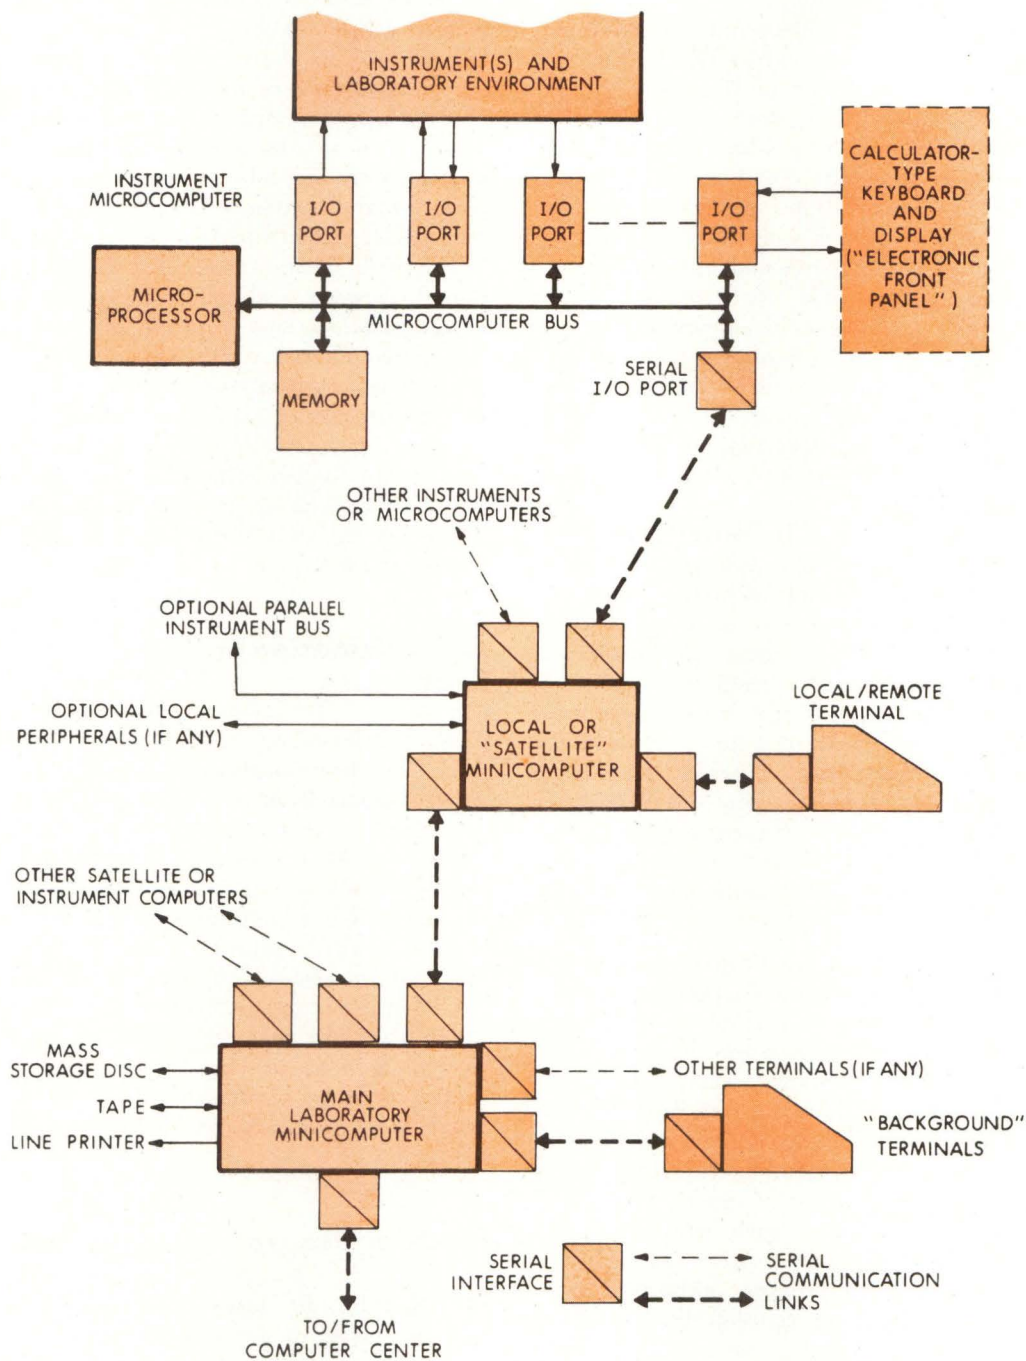 INSTRUMENT(S) AND
LABORATORY ENVIRONMENT
INSTRUMENT
MICROCOMPUTER
I/O
PORT
I/O
PORT
I/O
PORT
I/O
PORT
CALCULATOR-
TYPE
KEYBOARD
AND
DISPLAY
("ELECTRONIC
FRONT
PANEL")
MICRO-
PROCESSOR
MICROCOMPUTER BUS
MEMORY
SERIAL
I/O PORT
OTHER INSTRUMENTS
OR MICROCOMPUTERS
OPTIONAL PARALLEL
INSTRUMENT BUS
OPTIONAL LOCAL
PERIPHERALS (IF ANY)
LOCAL OR
"SATELLITE"
MINICOMPUTER
LOCAL/REMOTE
TERMINAL
OTHER SATELLITE OR
INSTRUMENT COMPUTERS
MASS
STORAGE DISC
TAPE
LINE PRINTER
MAIN
LABORATORY
MINICOMPUTER
OTHER TERMINALS (IF ANY)
"BACKGROUND"
TERMINALS
SERIAL
INTERFACE
SERIAL
COMMUNICATION
LINKS
TO/FROM
COMPUTER CENTER